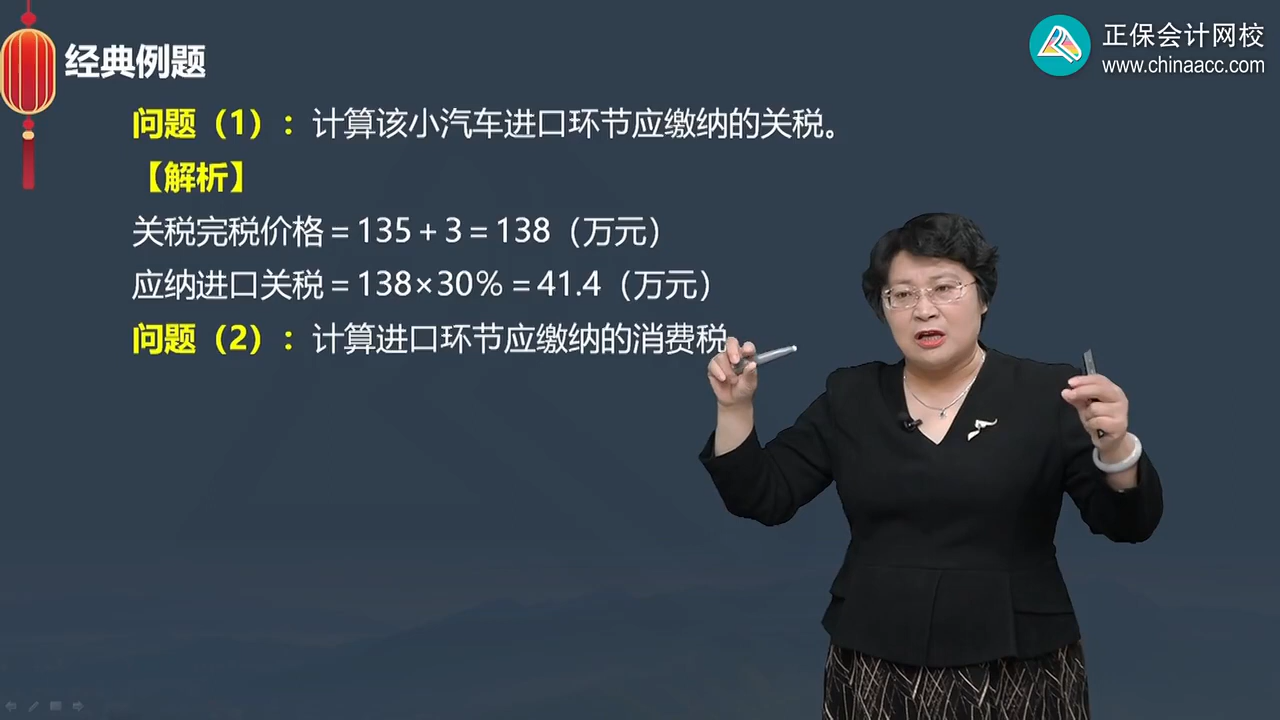 经典例题
正保会计网校
www.chinaacc.com
问题（1）：计算该小汽车进口环节应缴纳的关税。
【解析】
关税完税价格＝135＋3＝138（万元）
应纳进口关税＝138×30%＝41.4（万元）
问题（2）：计算进口环节应缴纳的消费税